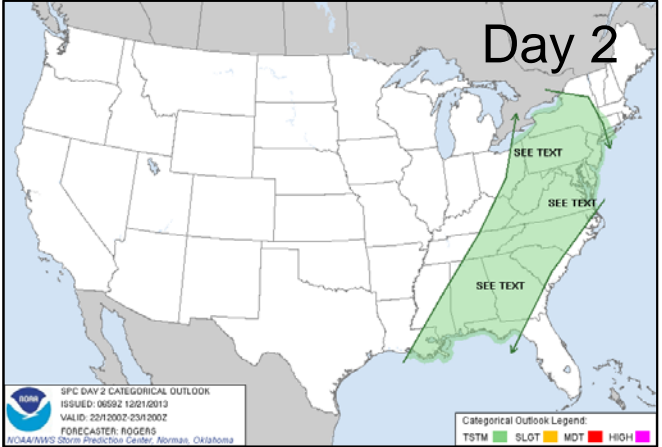 Day 2
SEE TEXT
SEE TEXT
SEE TEXT
NOAA
SPC DAY 2 CATEGORICAL OUTLOOK
ISSUED: 0659Z 12/21/2013
VALID: 22/1200Z-23/1200Z
FORECASTER: ROGERS
NOAA/NWS Storm Prediction Center, Norman, Oklahoma
Categorical Outlook Legend:
TSTM SLGT MDT HIGH